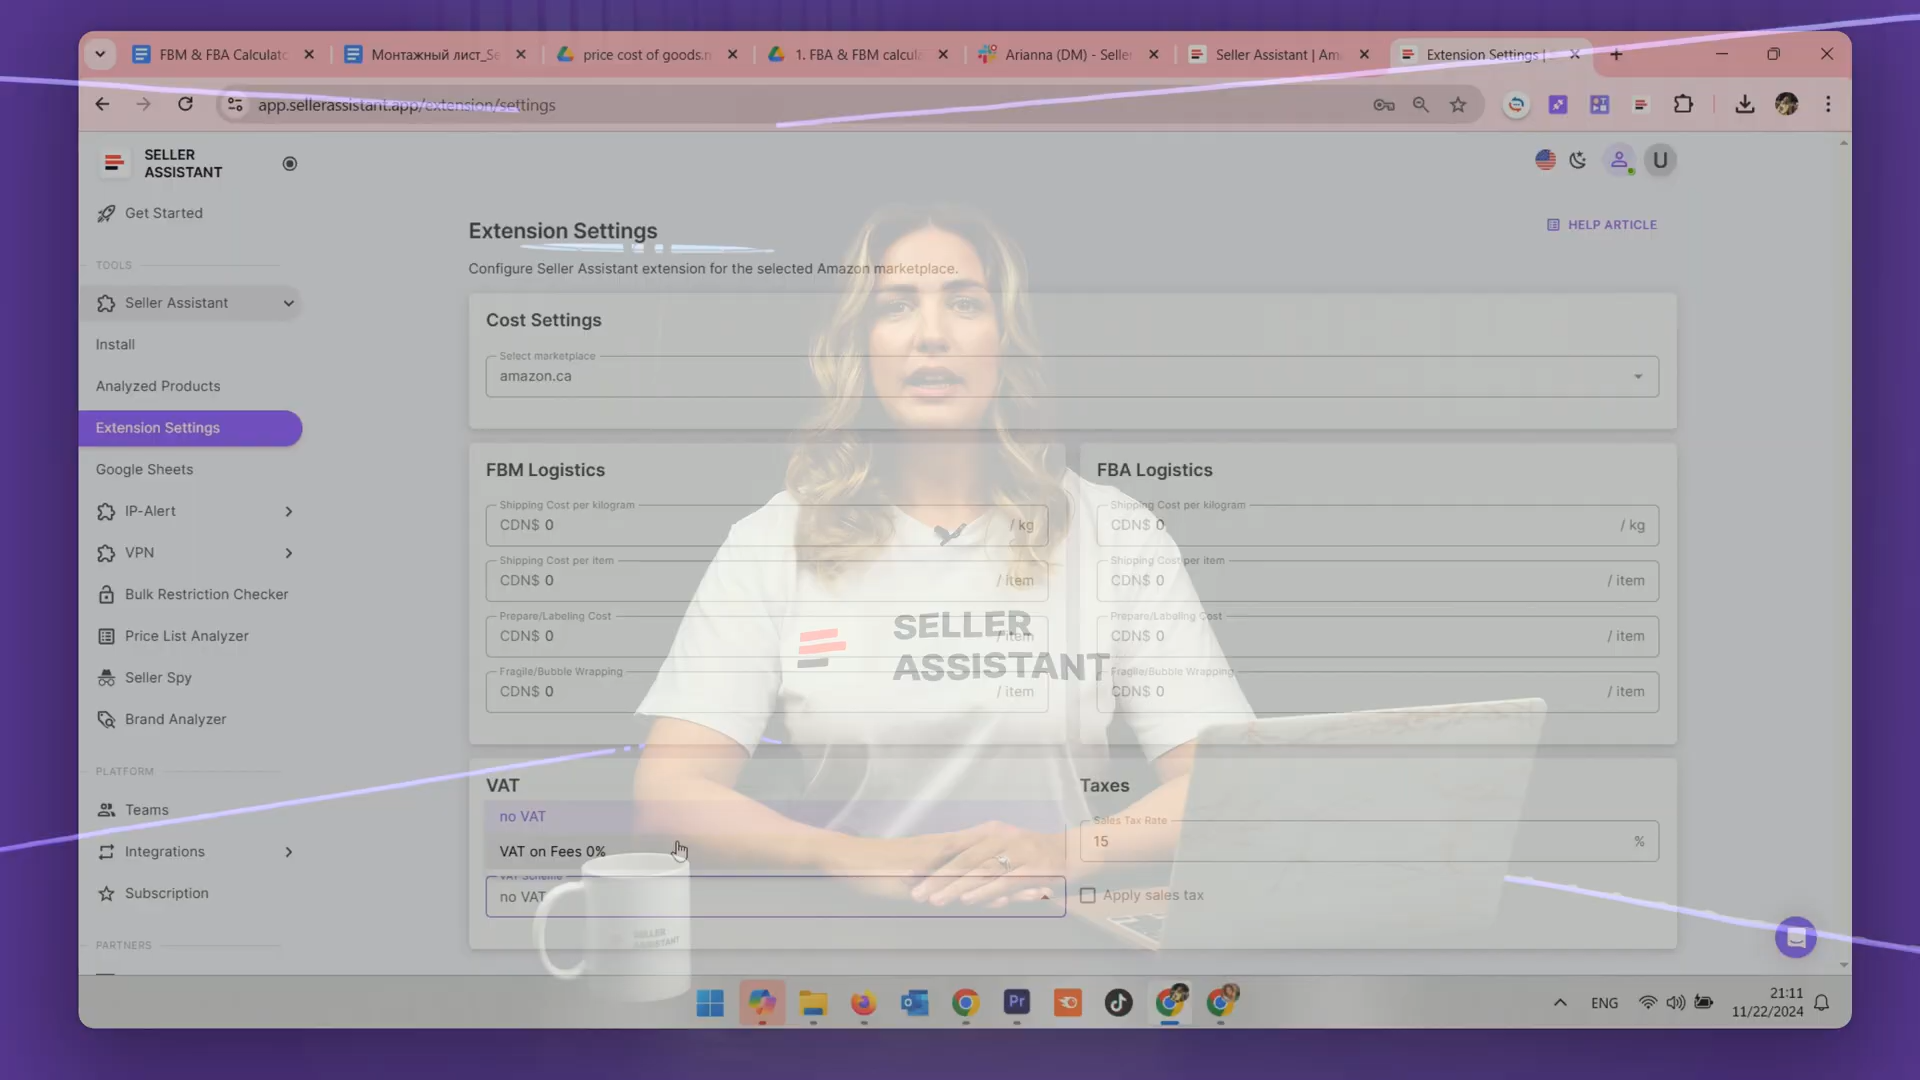 FBM & FBA Calculato
Монтажный лист_Se
price cost of goods.m
1. FBA & FBM calcula
Arianna (DM) - Seller
Seller Assistant | Am
Extension Settings |
app.sellerassistant.app/extension/settings
SELLER
ASSISTANT
U
Get Started
TOOLS
Seller Assistant
Install
Analyzed Products
Extension Settings
Google Sheets
IP-Alert
VPN
Bulk Restriction Checker
Price List Analyzer
Seller Spy
Brand Analyzer
PLATFORM
Teams
Integrations
Subscription
PARTNERS
Extension Settings
HELP ARTICLE
Configure Seller Assistant extension for the selected Amazon marketplace.
Cost Settings
Select marketplace
amazon.ca
FBM Logistics
Shipping Cost per kilogram
CDN$ 0 / kg
Shipping Cost per item
CDN$ 0 / item
Prepare/Labeling Cost
CDN$ 0 / item
Fragile/Bubble Wrapping
CDN$ 0 / item
FBA Logistics
Shipping Cost per kilogram
CDN$ 0 / kg
Shipping Cost per item
CDN$ 0 / item
Prepare/Labeling Cost
CDN$ 0 / item
Fragile/Bubble Wrapping
CDN$ 0 / item
SELLER
ASSISTANT
VAT
no VAT
VAT on Fees 0%
VAT Scheme
no VAT
Taxes
Sales Tax Rate
15 %
Apply sales tax
SELLER
ASSISTANT
Pr
ENG
21:11
11/22/2024